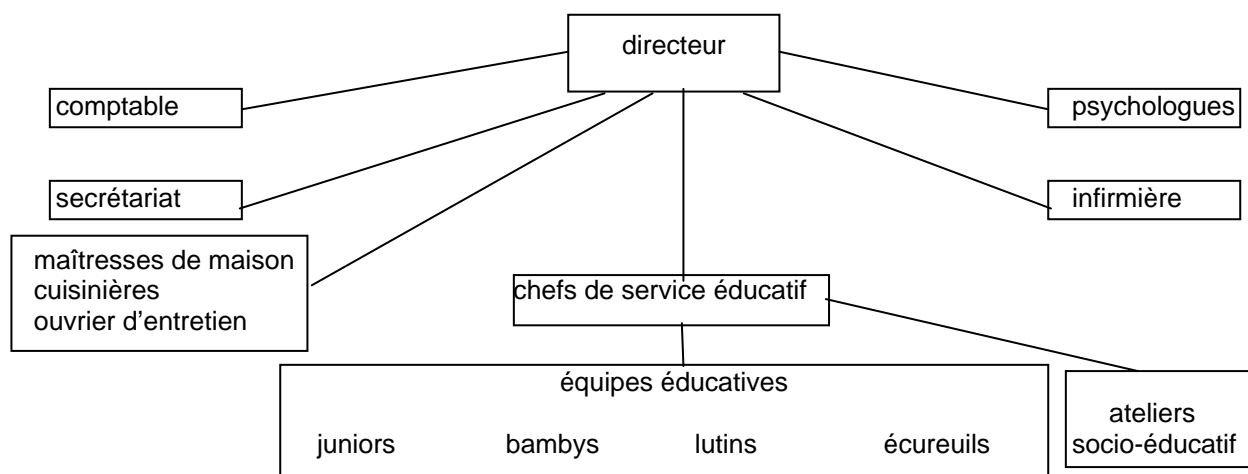 directeur
comptable
psychologues
secrétariat
infirmière
maîtresses de maison
cuisinières
ouvrier d'entretien
chefs de service éducatif
équipes éducatives
juniors bambys lutins écureuils
ateliers
socio-éducatif